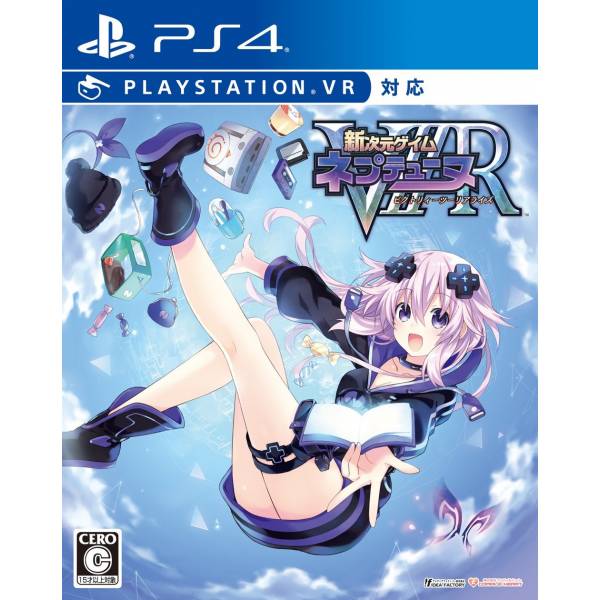 PS4
PLAYSTATION®VR 対応
新次元ゲイム
ネプテューヌ
VIIR
ビクトリィーツーリアライズ
CERO
C
15才以上対象
IDEA FACTORY